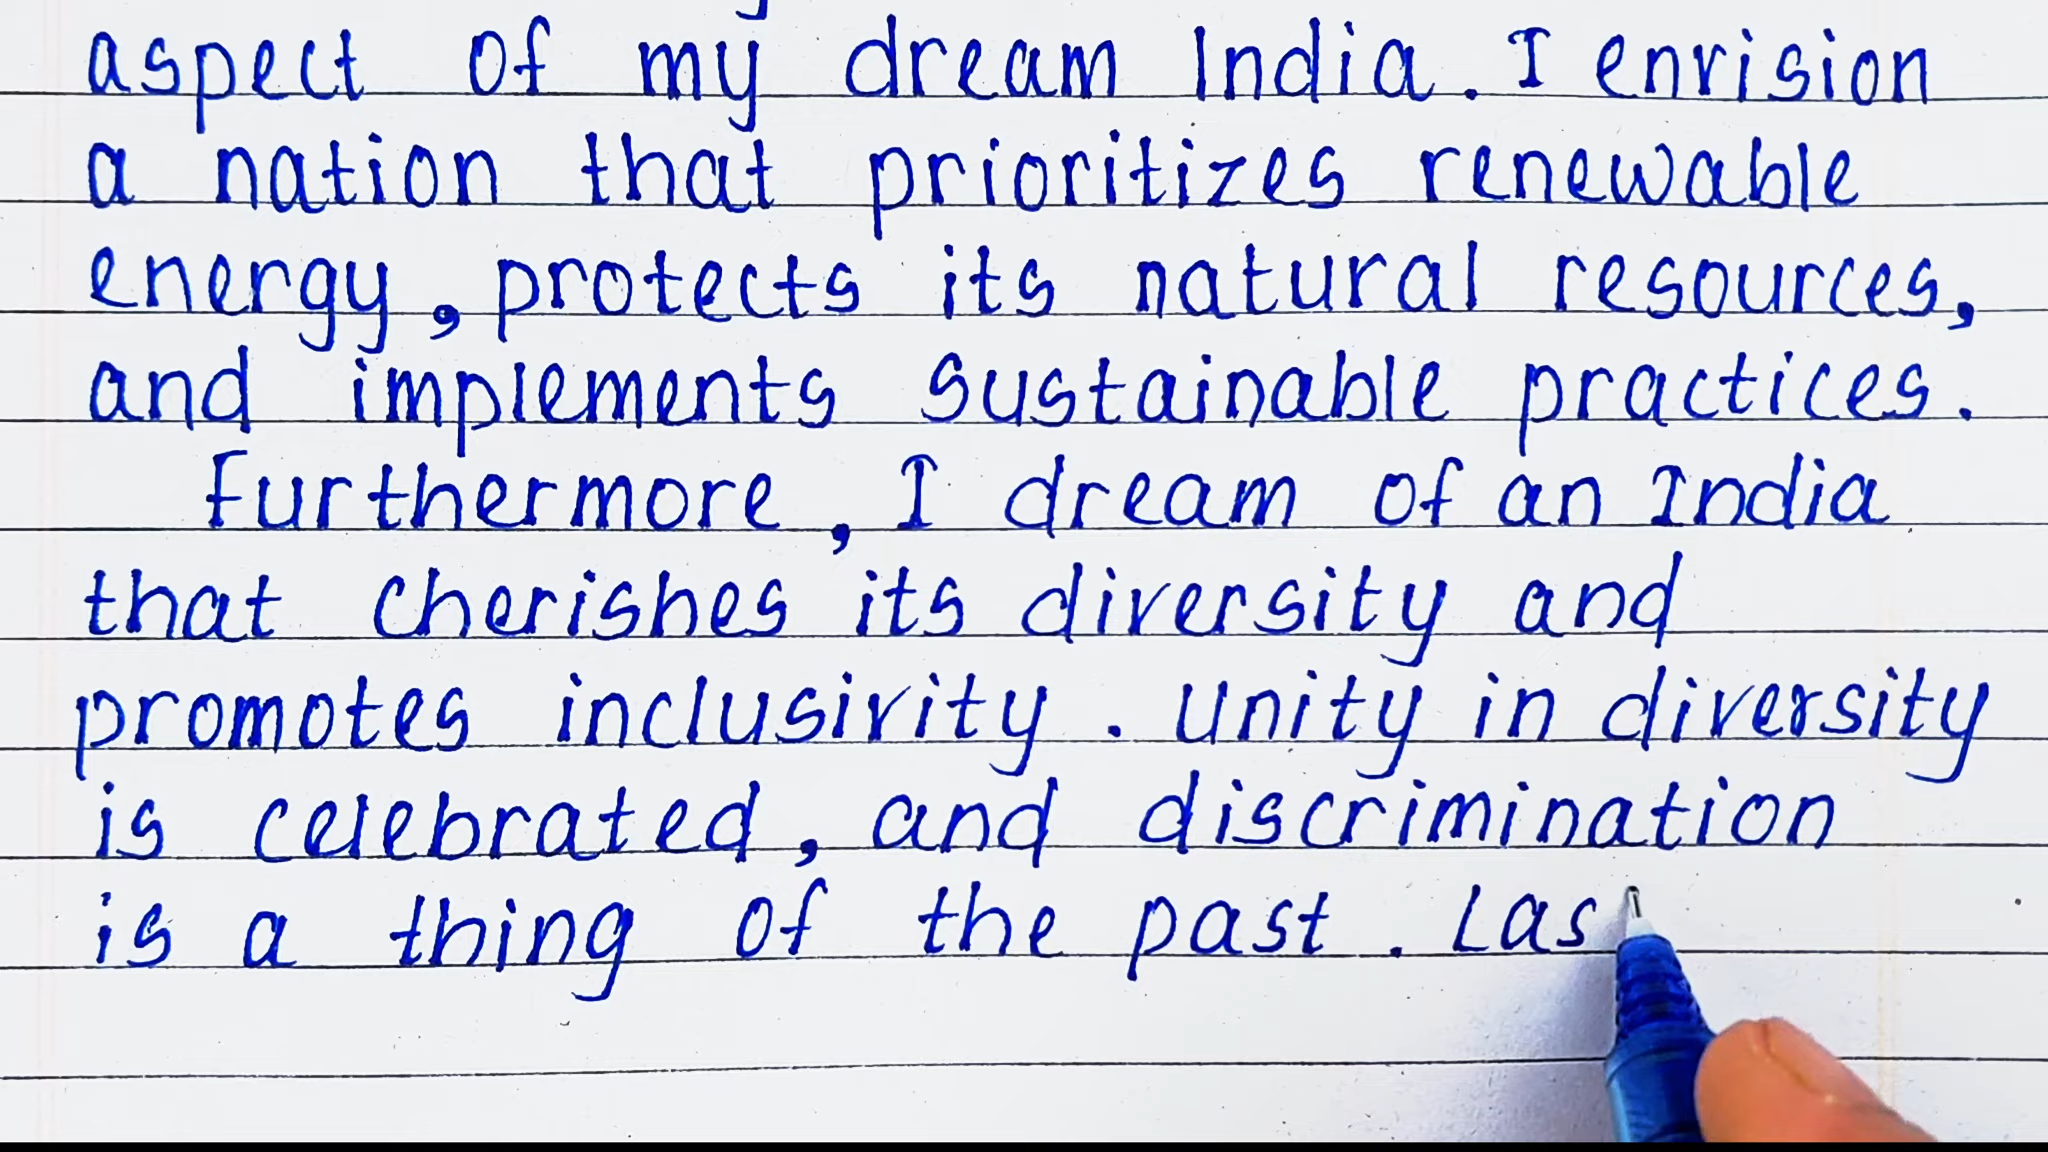 aspect of my dream India. I envision
a nation that prioritizes renewable
energy, protects its natural resources,
and implements sustainable practices.
Furthermore, I dream of an India
that cherishes its diversity and
promotes inclusivity. Unity in diversity
is celebrated, and discrimination
is a thing of the past. Las